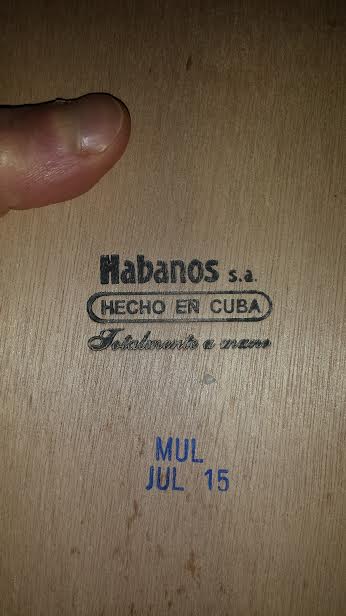 Habanos s.a.
HECHO EN CUBA
Totalmente a mano
MUL
JUL 15